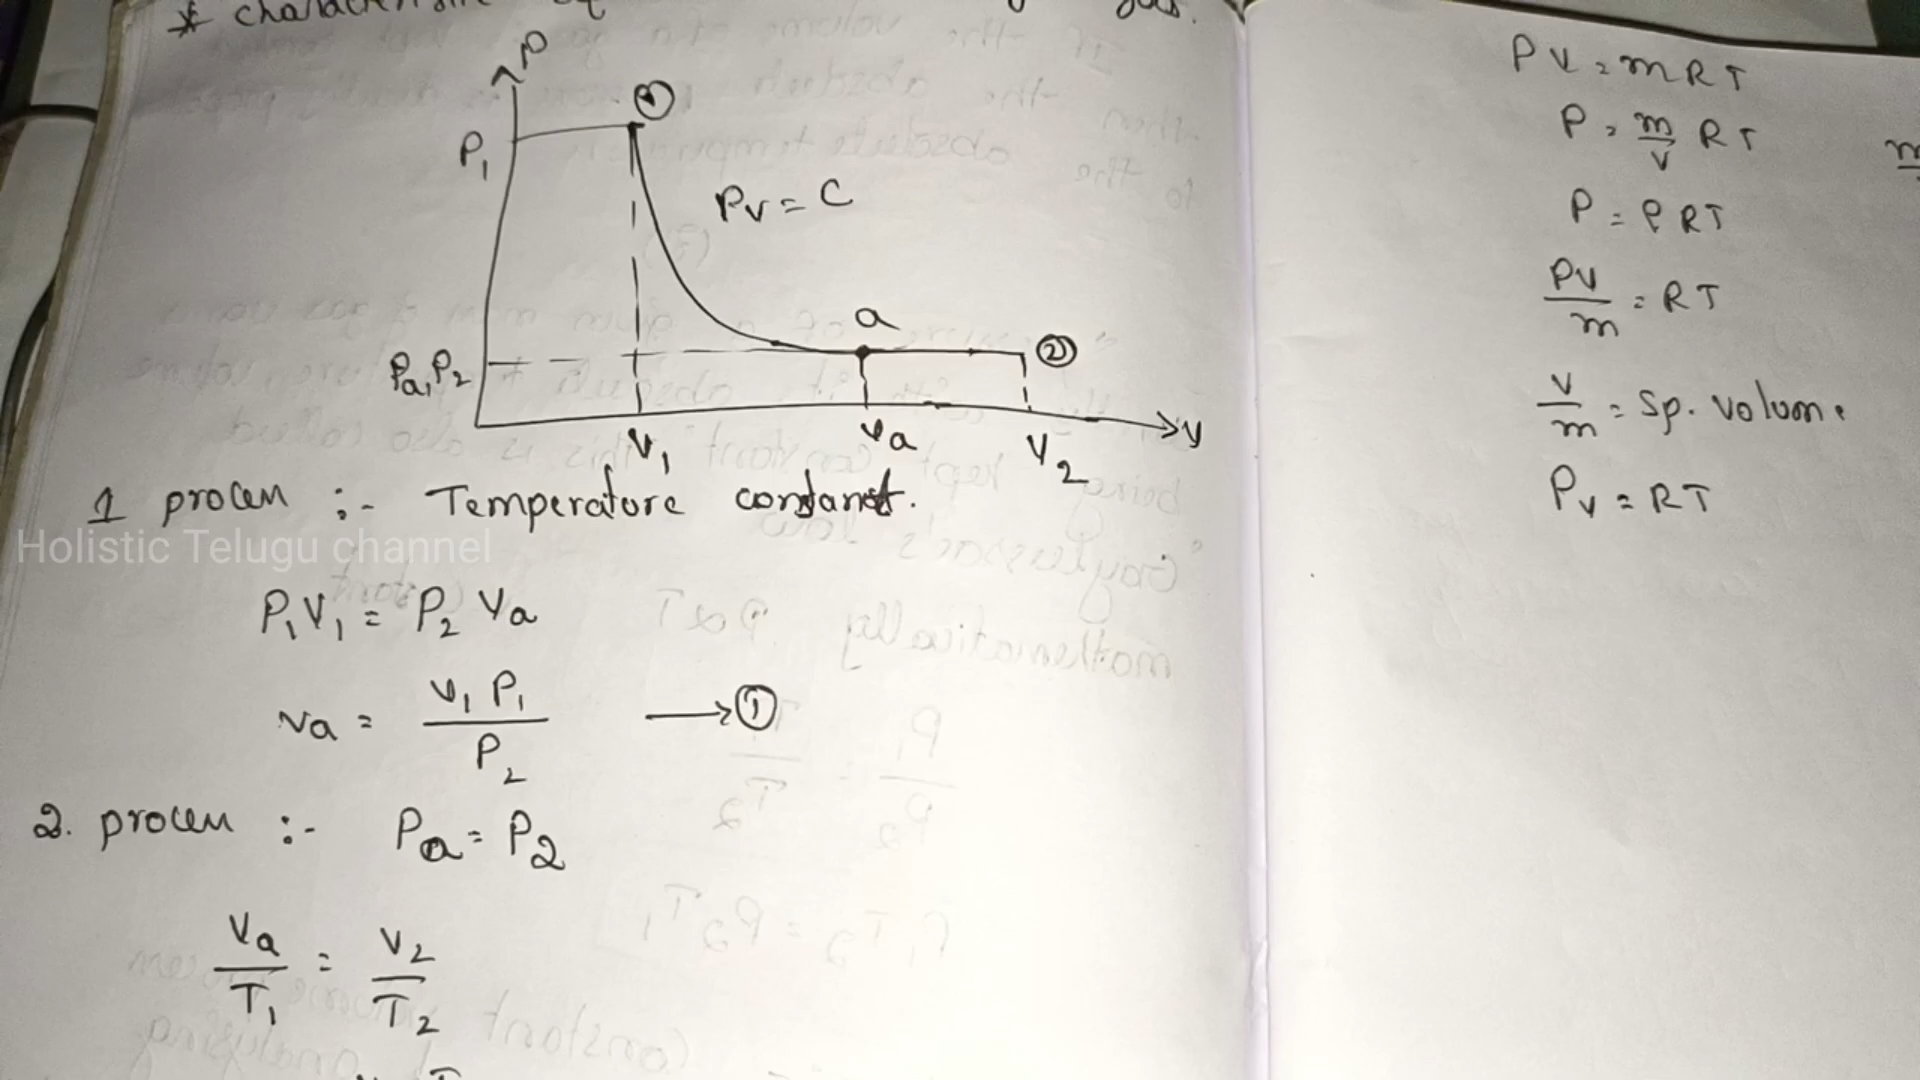 * characteristic
gas.
P
①
P₁
PV = C
a
②
Pa, P₂
V₁
Va
V₂
V
1 process :- Temperature constant.
Holistic Telugu channel
P₁V₁ = P₂ Va
Va = V₁ P₁ / P₂ → ①
2. process :- Pa = P₂
Va / T₁ = V₂ / T₂
PV = mRT
P = m/V RT
P = ρ RT
PV / m = RT
V / m = Sp. volume
Pv = RT